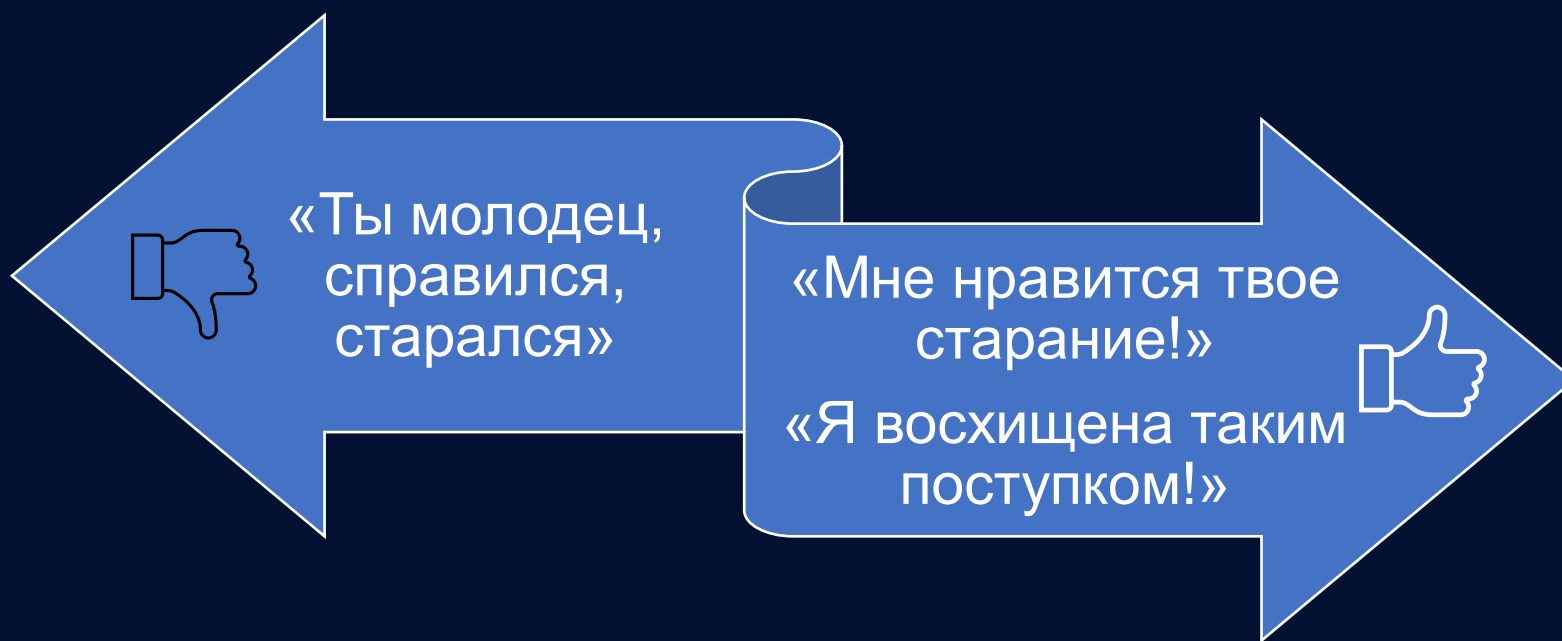 «Ты молодец,
справился,
старался»
«Мне нравится твое
старание!»
«Я восхищена таким
поступком!»